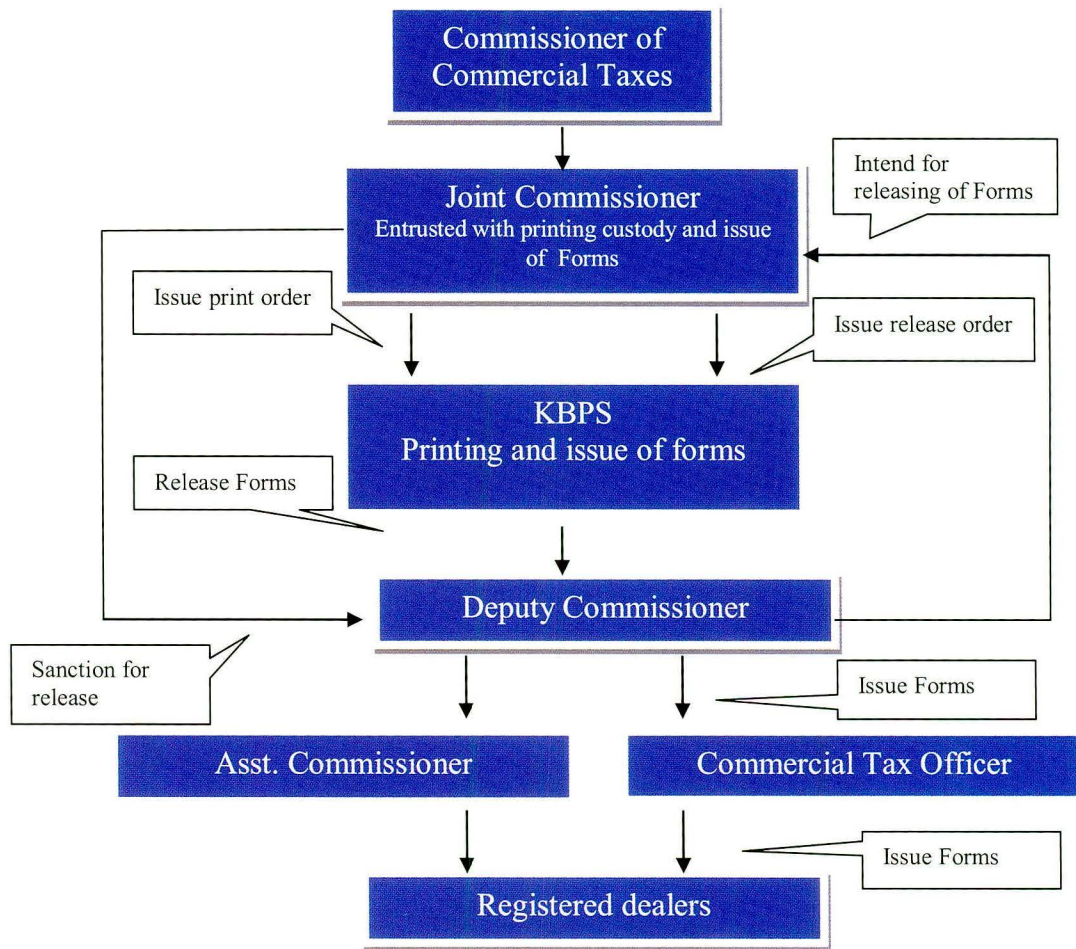 Commissioner of
Commercial Taxes
Intend for
releasing of Forms
Joint Commissioner
Entrusted with printing custody and issue
of Forms
Issue print order
Issue release order
KBPS
Printing and issue of forms
Release Forms
Deputy Commissioner
Sanction for
release
Issue Forms
Asst. Commissioner
Commercial Tax Officer
Issue Forms
Registered dealers